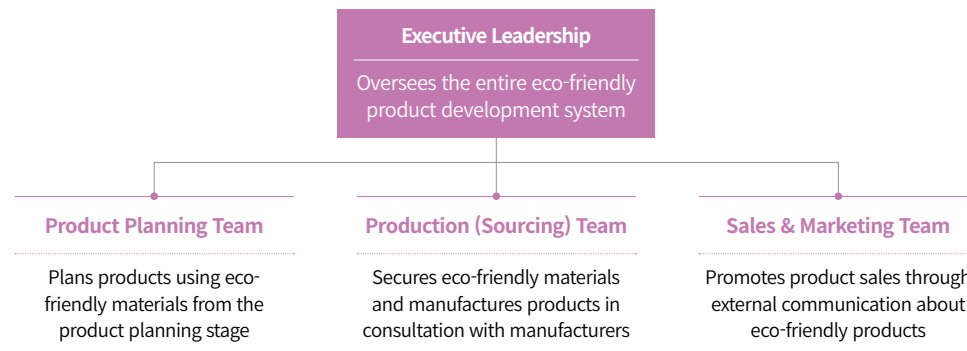 Executive Leadership
Oversees the entire eco-friendly
product development system
Product Planning Team
Plans products using eco-
friendly materials from the
product planning stage
Production (Sourcing) Team
Secures eco-friendly materials
and manufactures products in
consultation with manufacturers
Sales & Marketing Team
Promotes product sales through
external communication about
eco-friendly products